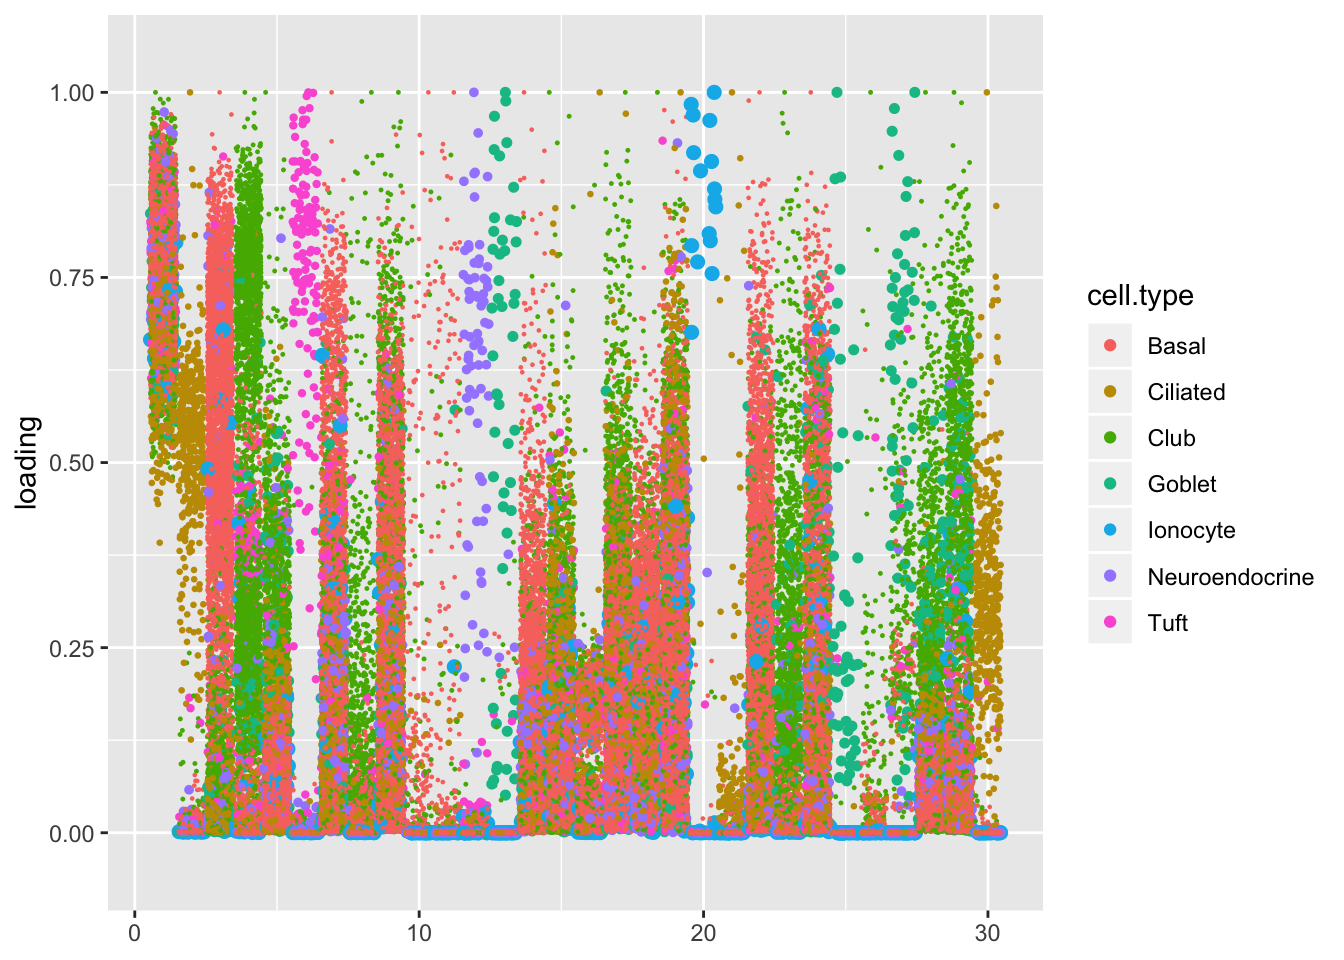 1.00
0.75
0.50
0.25
0.00
loading
0
10
20
30
cell.type
Basal
Ciliated
Club
Goblet
Ionocyte
Neuroendocrine
Tuft